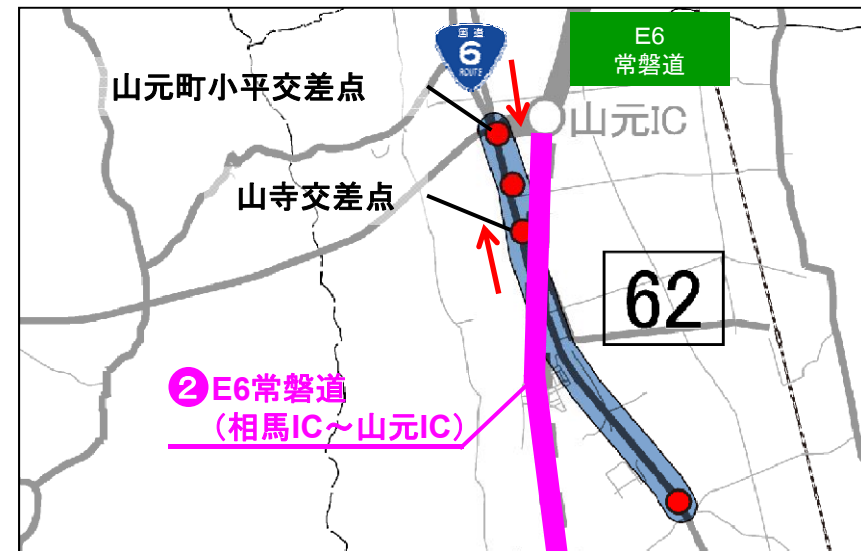 国道
6
ROUTE
E6
常磐道
山元町小平交差点
山元IC
山寺交差点
62
❷E6常磐道
（相馬IC～山元IC）